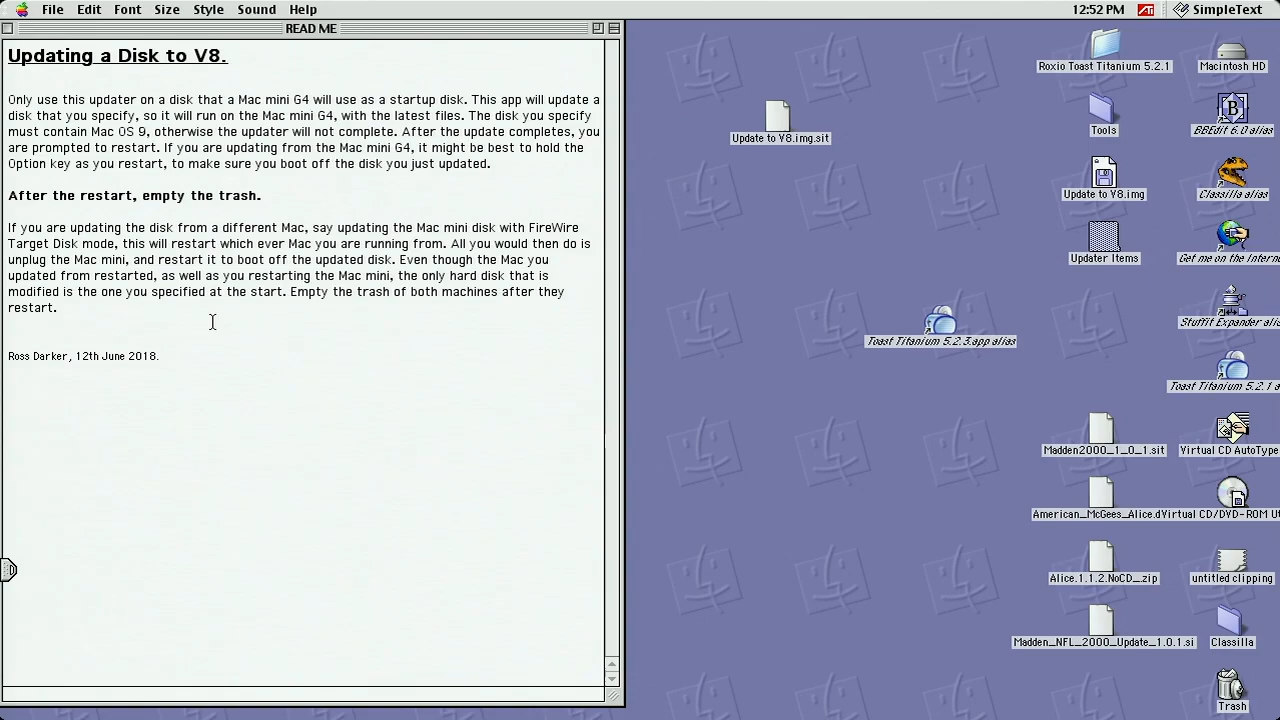 File Edit Font Size Style Sound Help
12:52 PM
SimpleText
READ ME
Updating a Disk to V8.
Only use this updater on a disk that a Mac mini G4 will use as a startup disk. This app will update a
disk that you specify, so it will run on the Mac mini G4, with the latest files. The disk you specify
must contain Mac OS 9, otherwise the updater will not complete. After the update completes, you
are prompted to restart. If you are updating from the Mac mini G4, it might be best to hold the
Option key as you restart, to make sure you boot off the disk you just updated.
After the restart, empty the trash.
If you are updating the disk from a different Mac, say updating the Mac mini disk with FireWire
Target Disk mode, this will restart which ever Mac you are running from. All you would then do is
unplug the Mac mini, and restart it to boot off the updated disk. Even though the Mac you
updated from restarted, as well as you restarting the Mac mini, the only hard disk that is
modified is the one you specified at the start. Empty the trash of both machines after they
restart.
Ross Darker, 12th June 2018.
Update to V8.img.sit
Toast Titanium 5.2.3.app alias
Roxio Toast Titanium 5.2.1
Macintosh HD
Tools
BBEdit 6.0 alias
Update to V8.img
Classilla alias
Updater Items
Get me on the Intern
Stuffit Expander ali
Toast Titanium 5.2.1 a
Madden2000_1_0_1.sit
Virtual CD AutoType
American_McGees_Alice.d
Virtual CD/DVD-ROM Ut
Alice.1.1.2.NoCD_.zip
untitled clipping
Madden_NFL_2000_Update_1.0.1.si
Classilla
Trash